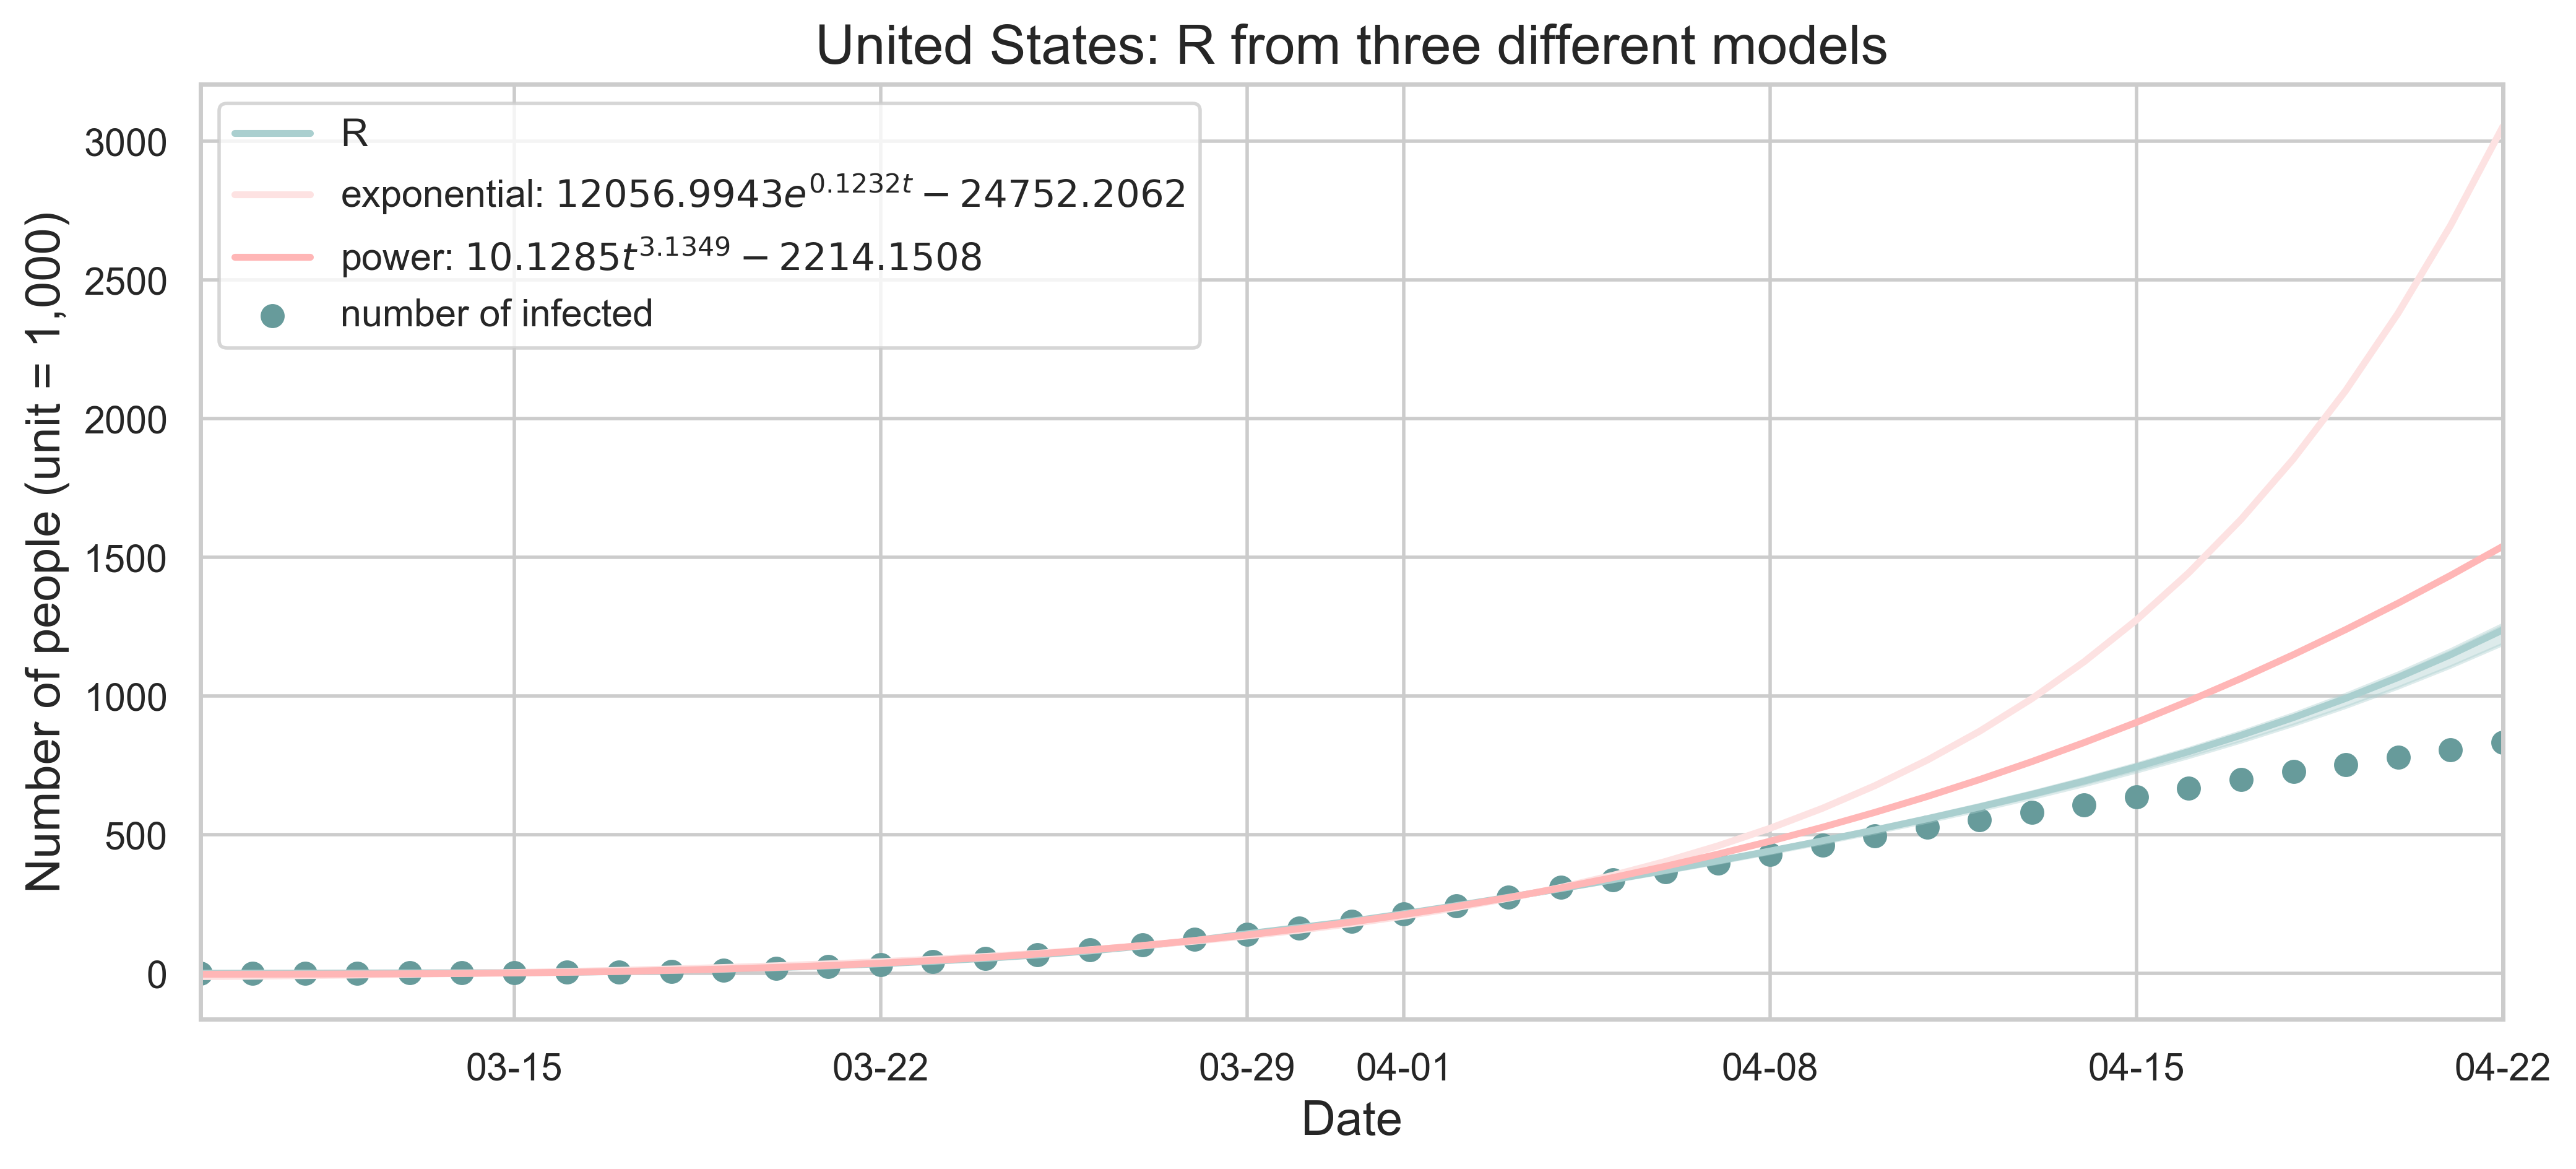 United States: R from three different models
R
exponential: 12056.9943e^{0.1232t} − 24752.2062
power: 10.1285t^{3.1349} − 2214.1508
number of infected
Number of people (unit = 1,000)
3000
2500
2000
1500
1000
500
0
03-15 03-22 03-29 04-01 04-08 04-15 04-22
Date